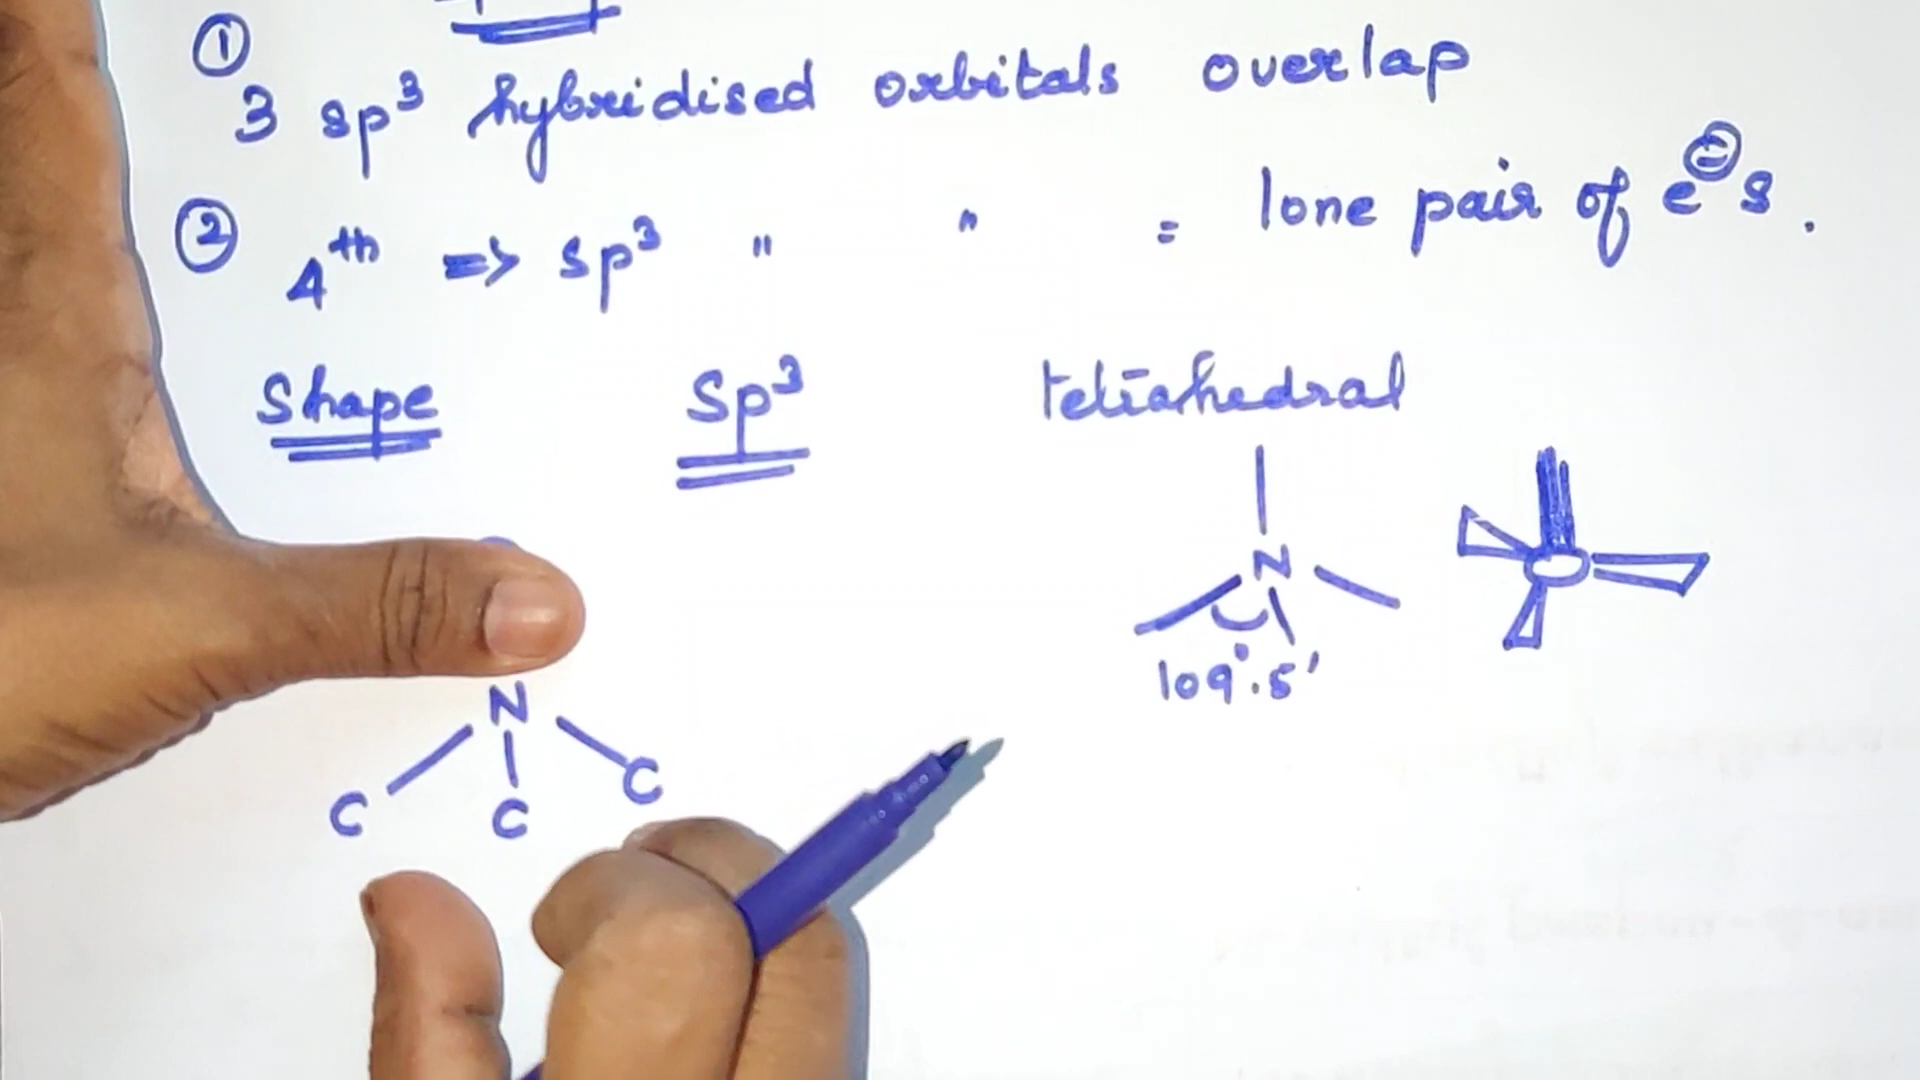 ①
3 sp³ hybridised orbitals overlap
② 4th => sp³ " " = lone pair of e⊖s.
Shape Sp³ tetrahedral
N
109°.5'
N
C C C